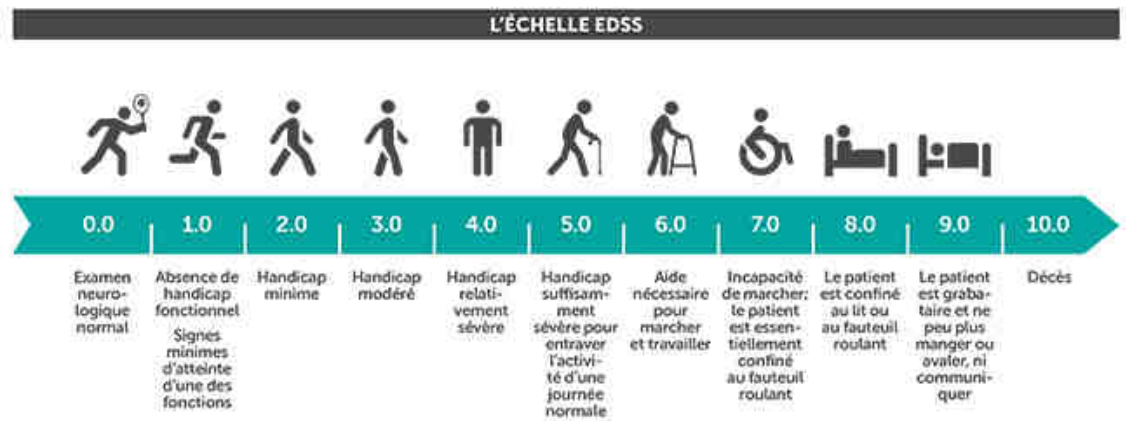 L'ÉCHELLE EDSS
0.0
1.0
2.0
3.0
4.0
5.0
6.0
7.0
8.0
9.0
10.0
Examen
neuro-
logique
normal
Absence de
handicap
fonctionnel
Signes
minimes
d'atteinte
d'une des
fonctions
Handicap
minime
Handicap
modéré
Handicap
relati-
vement
sévère
Handicap
suffisam-
ment
sévère pour
entraver
l'activi-
té d'une
journée
normale
Aide
nécessaire
pour
marcher
et travailler
Incapacité
de marcher;
le patient
est essen-
tiellement
confiné
au fauteuil
roulant
Le patient
est confiné
au lit ou
au fauteuil
roulant
Le patient
est graba-
taire et ne
peu plus
manger ou
avaler, ni
communi-
quer
Décès